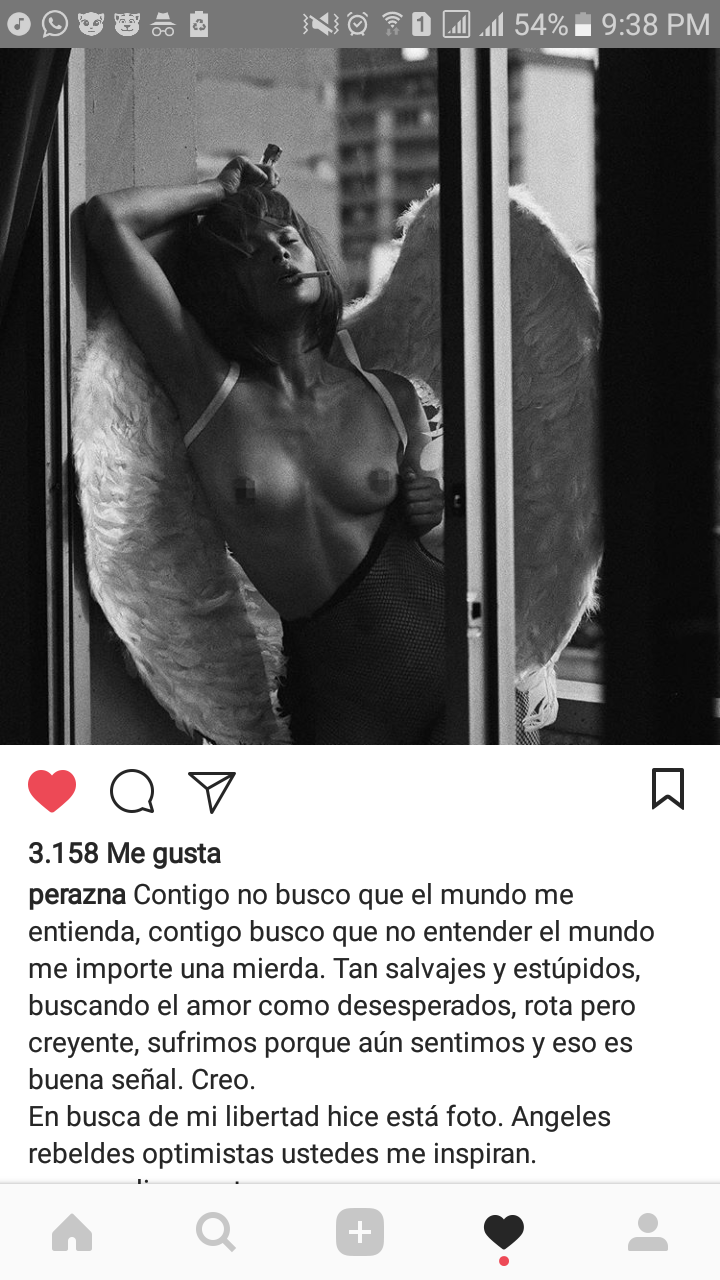 1 54% 9:38 PM
3.158 Me gusta
perazna Contigo no busco que el mundo me
entienda, contigo busco que no entender el mundo
me importe una mierda. Tan salvajes y estúpidos,
buscando el amor como desesperados, rota pero
creyente, sufrimos porque aún sentimos y eso es
buena señal. Creo.
En busca de mi libertad hice está foto. Angeles
rebeldes optimistas ustedes me inspiran.